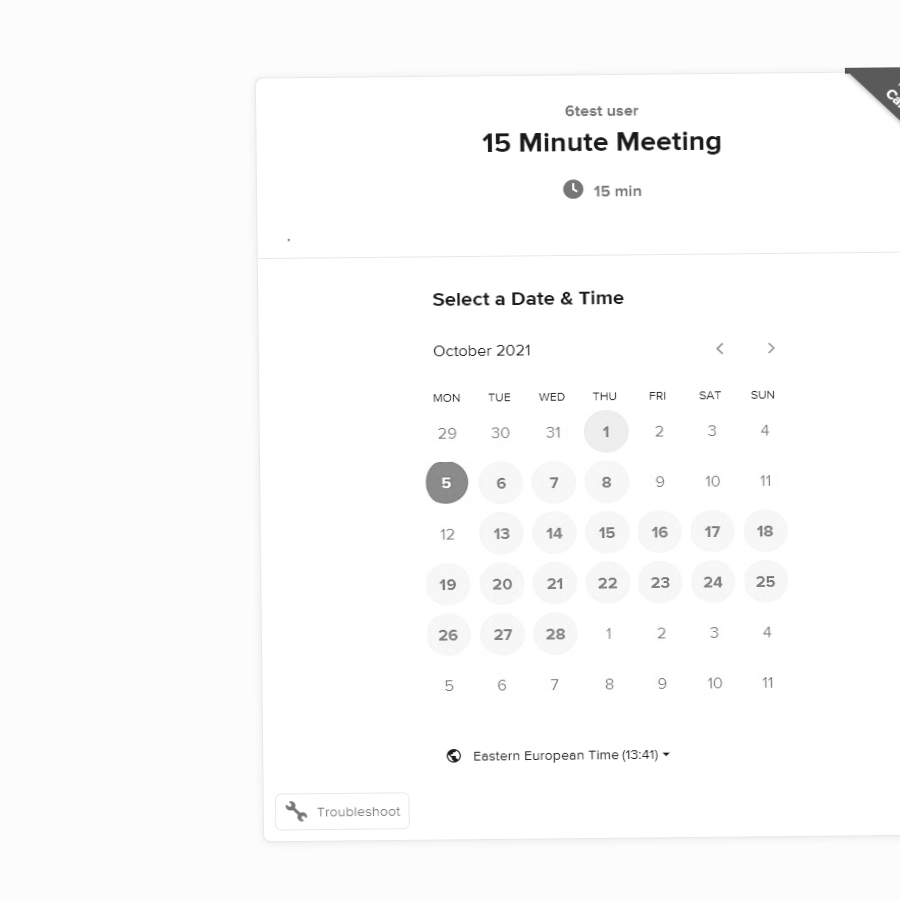 6test user
15 Minute Meeting
15 min
.
Select a Date & Time
October 2021
MON TUE WED THU FRI SAT SUN
29 30 31 1 2 3 4
5 6 7 8 9 10 11
12 13 14 15 16 17 18
19 20 21 22 23 24 25
26 27 28 1 2 3 4
5 6 7 8 9 10 11
Eastern European Time (13:41)
Troubleshoot